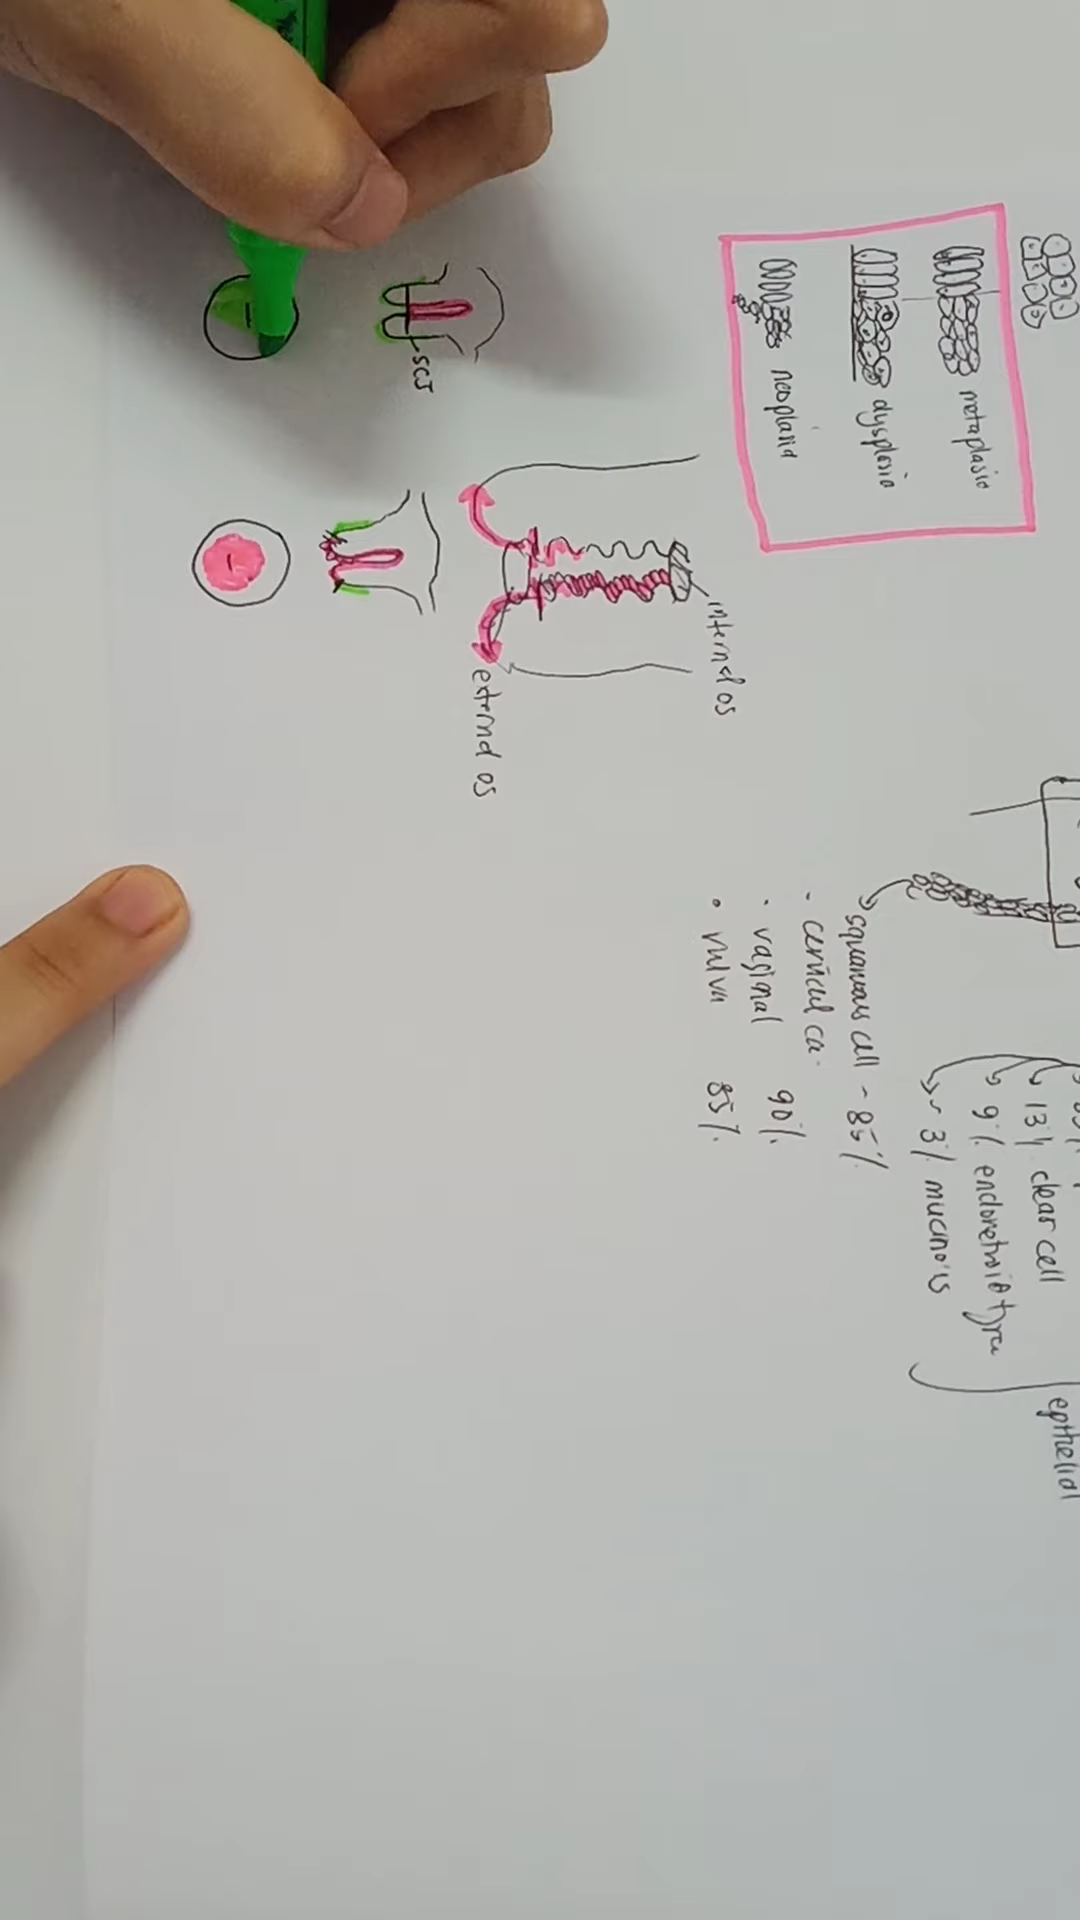 metaplasia
dysplasia
neoplasia
internal os
external os
SCJ
13% clear cell
9% endometrioid
~ 3% mucinous
epithelial
squamous cell - 85%
- cervical ca.
· vaginal 90%
• vulva 85%